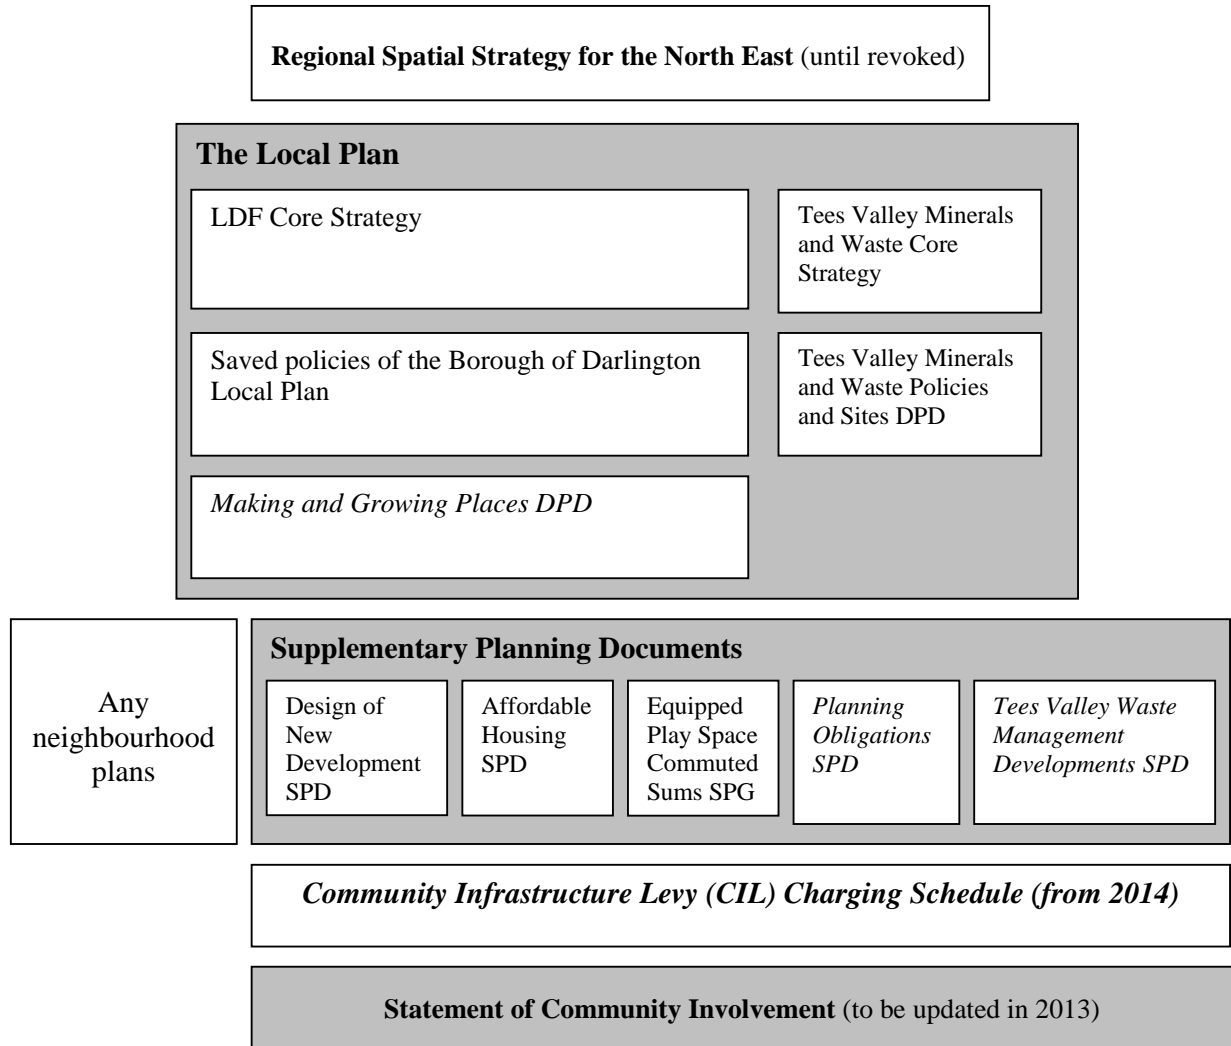 Regional Spatial Strategy for the North East (until revoked)
The Local Plan
LDF Core Strategy
Tees Valley Minerals
and Waste Core
Strategy
Saved policies of the Borough of Darlington
Local Plan
Tees Valley Minerals
and Waste Policies
and Sites DPD
Making and Growing Places DPD
Any
neighbourhood
plans
Supplementary Planning Documents
Design of
New
Development
SPD
Affordable
Housing
SPD
Equipped
Play Space
Commuted
Sums SPG
Planning
Obligations
SPD
Tees Valley Waste
Management
Developments SPD
Community Infrastructure Levy (CIL) Charging Schedule (from 2014)
Statement of Community Involvement (to be updated in 2013)